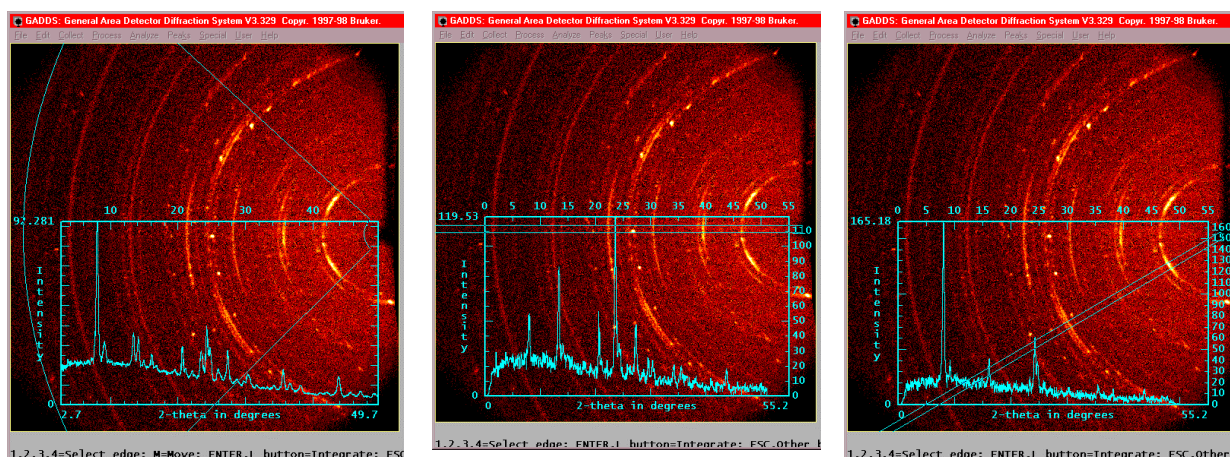 GADDS: General Area Detector Diffraction System V3.329 Copyr. 1997-98 Bruker.
File Edit Collect Process Analyze Peaks Special User Help
92.281
10 20 30 40
Intensity
0
2.7 2-theta in degrees 49.7
1,2,3,4=Select edge; M=Move; ENTER,L button=Integrate; ESC
GADDS: General Area Detector Diffraction System V3.329 Copyr. 1997-98 Bruker.
File Edit Collect Process Analyze Peaks Special User Help
0 5 10 15 20 25 30 35 40 45 50 55
119.53
110
100
90
80
70
60
50
40
30
20
10
0
Intensity
0 2-theta in degrees 55.2
1,2,3,4=Select edge; ENTER,L button=Integrate; ESC,Other b
GADDS: General Area Detector Diffraction System V3.329 Copyr. 1997-98 Bruker.
File Edit Collect Process Analyze Peaks Special User Help
0 5 10 15 20 25 30 35 40 45 50 55
165.18
160
150
140
130
120
110
100
90
80
70
60
50
40
30
20
10
0
Intensity
0 2-theta in degrees 55.2
1,2,3,4=Select edge; ENTER,L button=Integrate; ESC,Other